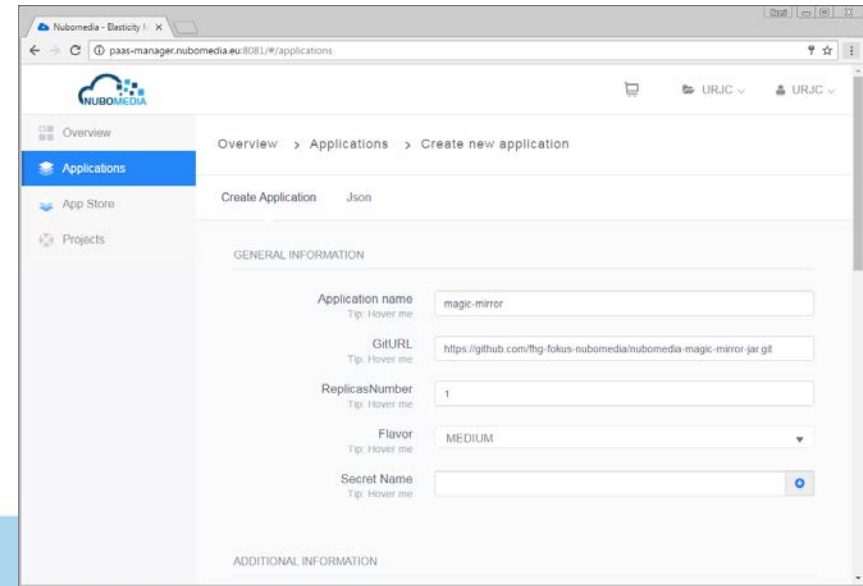 Nubomedia - Elasticity M
paas-manager.nubomedia.eu:8081/#/applications
NUBOMEDIA
URJC
URJC
Overview
Applications
App Store
Projects
Overview > Applications > Create new application
Create Application Json
GENERAL INFORMATION
Application name
Tip: Hover me
magic-mirror
GitURL
Tip: Hover me
https://github.com/fhg-fokus-nubomedia/nubomedia-magic-mirror-jar.git
ReplicasNumber
Tip: Hover me
1
Flavor
Tip: Hover me
MEDIUM
Secret Name
Tip: Hover me
ADDITIONAL INFORMATION